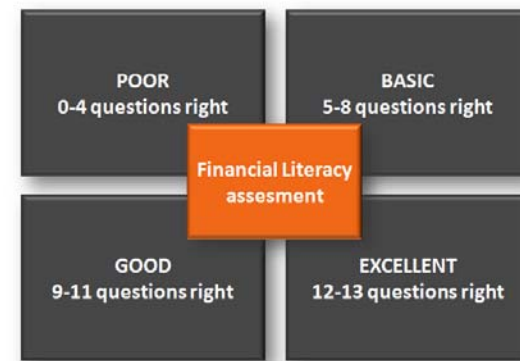 POOR
0-4 questions right
BASIC
5-8 questions right
Financial Literacy
assesment
GOOD
9-11 questions right
EXCELLENT
12-13 questions right